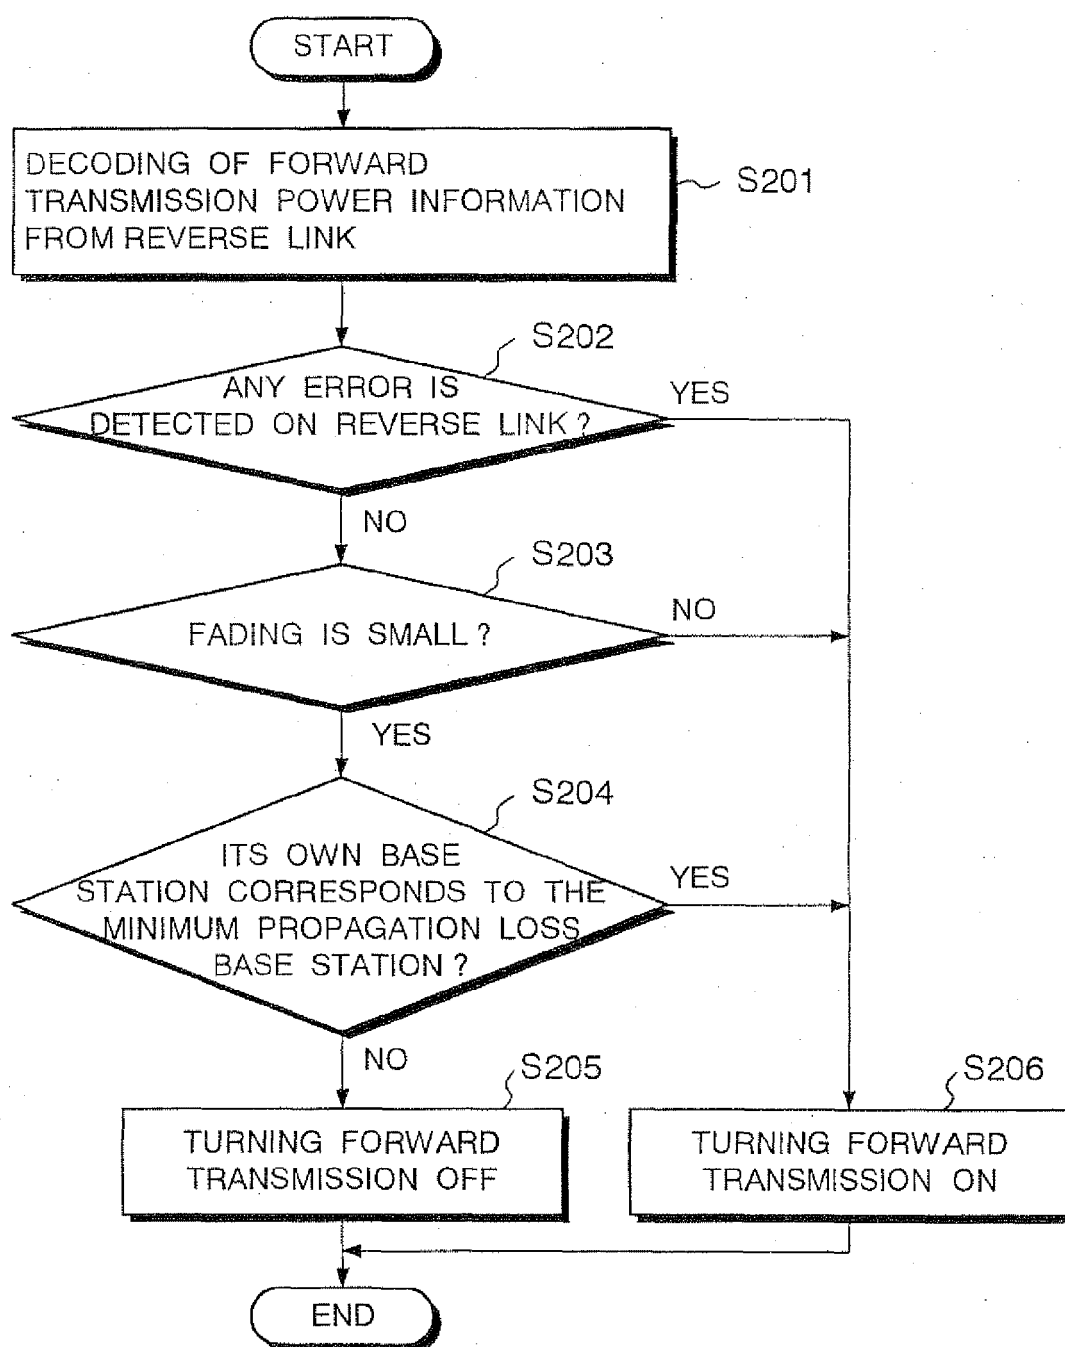 START
DECODING OF FORWARD
TRANSMISSION POWER INFORMATION
FROM REVERSE LINK
S201
S202
ANY ERROR IS
DETECTED ON REVERSE LINK ?
YES
NO
S203
FADING IS SMALL ?
NO
YES
S204
ITS OWN BASE
STATION CORRESPONDS TO THE
MINIMUM PROPAGATION LOSS
BASE STATION ?
YES
NO
S205
TURNING FORWARD
TRANSMISSION OFF
S206
TURNING FORWARD
TRANSMISSION ON
END